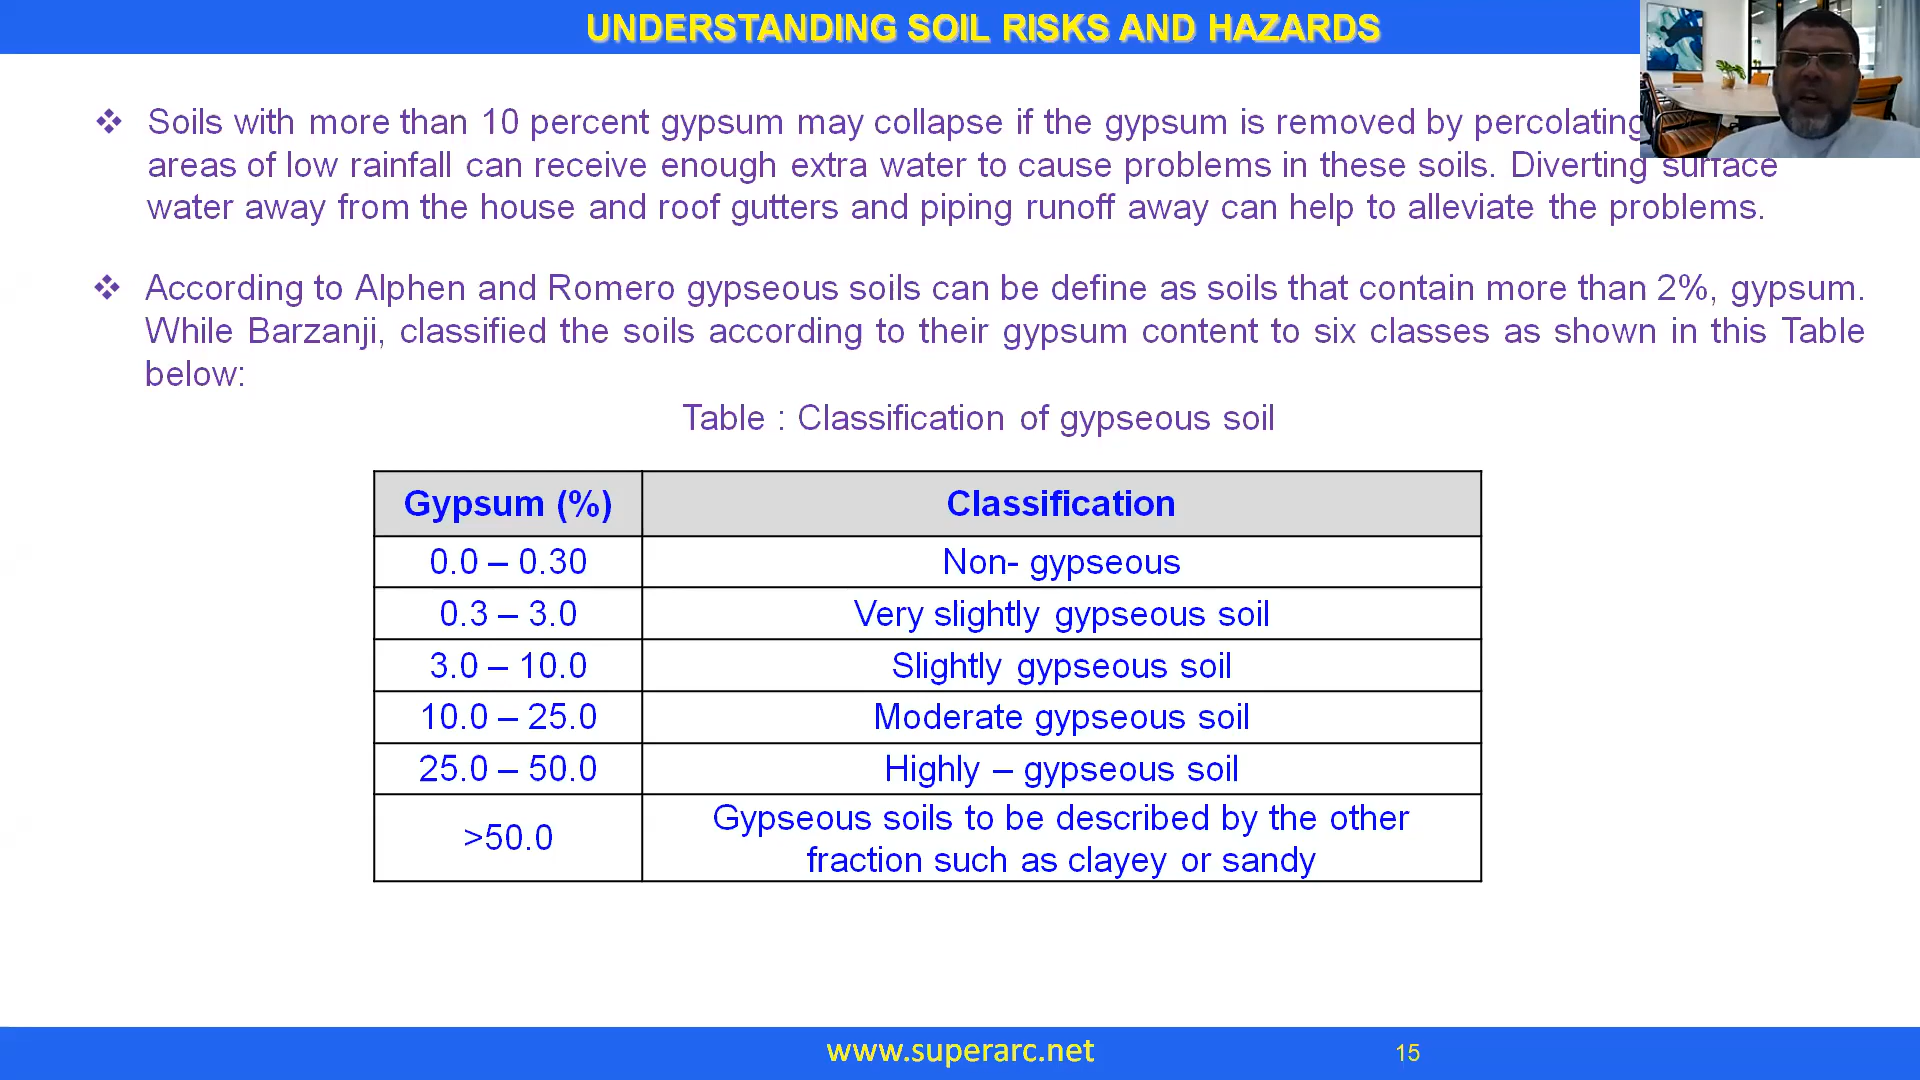 UNDERSTANDING SOIL RISKS AND HAZARDS
❖ Soils with more than 10 percent gypsum may collapse if the gypsum is removed by percolating
areas of low rainfall can receive enough extra water to cause problems in these soils. Diverting surface
water away from the house and roof gutters and piping runoff away can help to alleviate the problems.
❖ According to Alphen and Romero gypseous soils can be define as soils that contain more than 2%, gypsum.
While Barzanji, classified the soils according to their gypsum content to six classes as shown in this Table
below:
Table : Classification of gypseous soil
Gypsum (%) Classification
0.0 – 0.30 Non- gypseous
0.3 – 3.0 Very slightly gypseous soil
3.0 – 10.0 Slightly gypseous soil
10.0 – 25.0 Moderate gypseous soil
25.0 – 50.0 Highly – gypseous soil
>50.0 Gypseous soils to be described by the other
fraction such as clayey or sandy
www.superarc.net 15